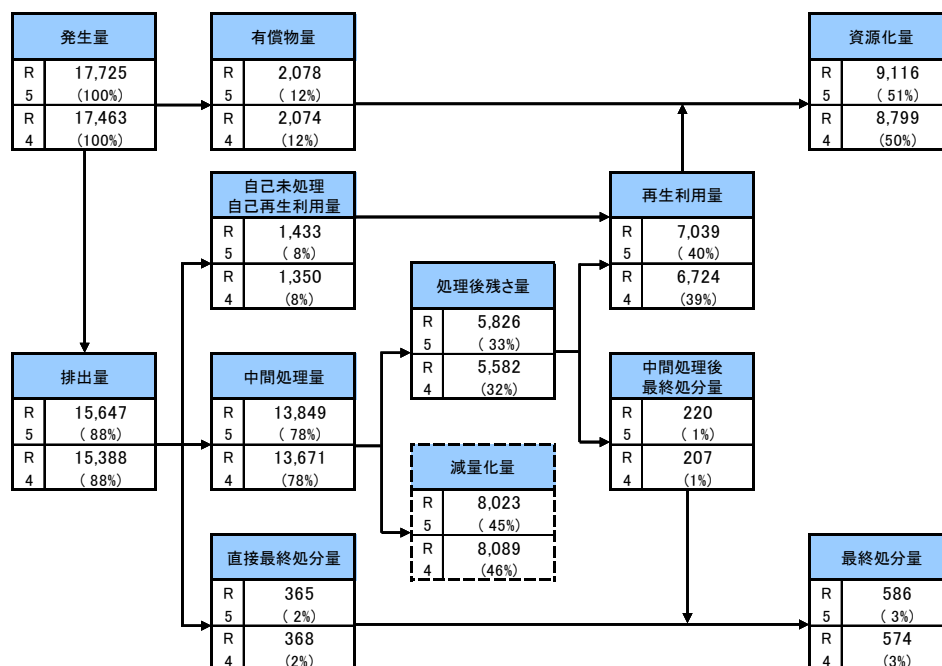 発生量
R 17,725
5 (100%)
R 17,463
4 (100%)
有償物量
R 2,078
5 ( 12%)
R 2,074
4 (12%)
資源化量
R 9,116
5 ( 51%)
R 8,799
4 (50%)
自己未処理
自己再生利用量
R 1,433
5 ( 8%)
R 1,350
4 (8%)
再生利用量
R 7,039
5 ( 40%)
R 6,724
4 (39%)
処理後残さ量
R 5,826
5 ( 33%)
R 5,582
4 (32%)
排出量
R 15,647
5 ( 88%)
R 15,388
4 ( 88%)
中間処理量
R 13,849
5 ( 78%)
R 13,671
4 (78%)
中間処理後
最終処分量
R 220
5 ( 1%)
R 207
4 (1%)
減量化量
R 8,023
5 ( 45%)
R 8,089
4 (46%)
直接最終処分量
R 365
5 ( 2%)
R 368
4 (2%)
最終処分量
R 586
5 ( 3%)
R 574
4 (3%)